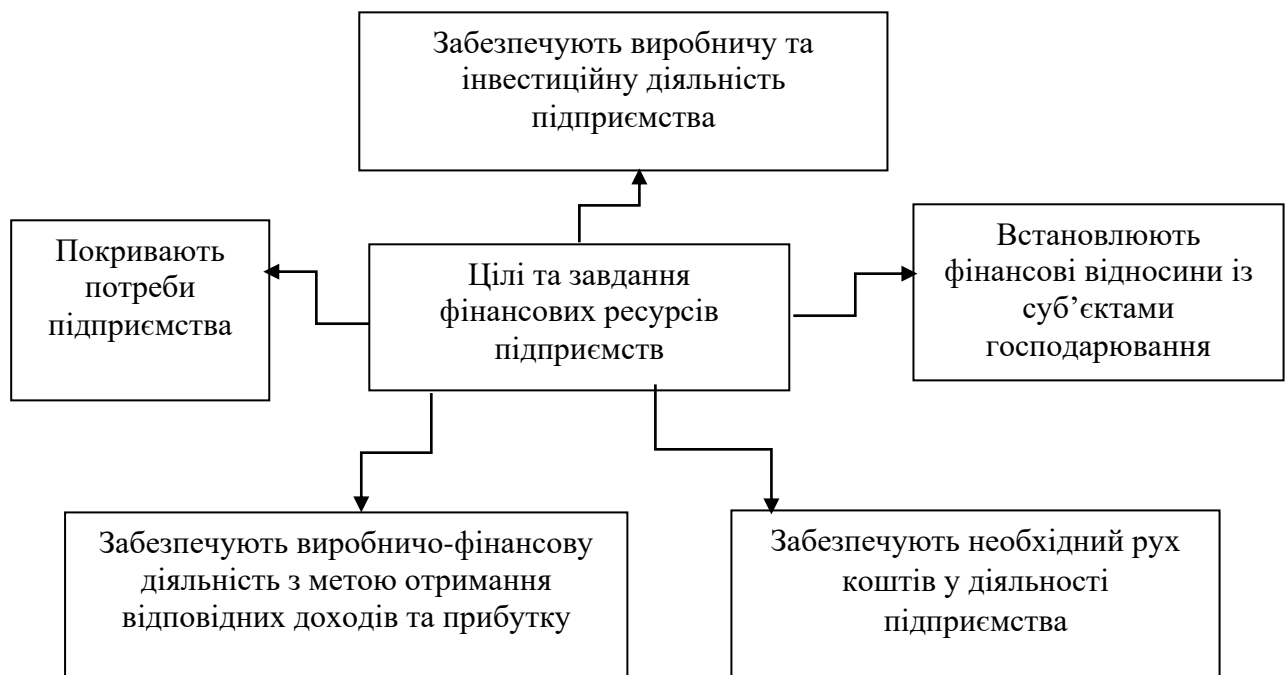 Забезпечують виробничу та
інвестиційну діяльність
підприємства
Покривають
потреби
підприємства
Цілі та завдання
фінансових ресурсів
підприємств
Встановлюють
фінансові відносини із
суб’єктами
господарювання
Забезпечують виробничо-фінансову
діяльність з метою отримання
відповідних доходів та прибутку
Забезпечують необхідний рух
коштів у діяльності
підприємства